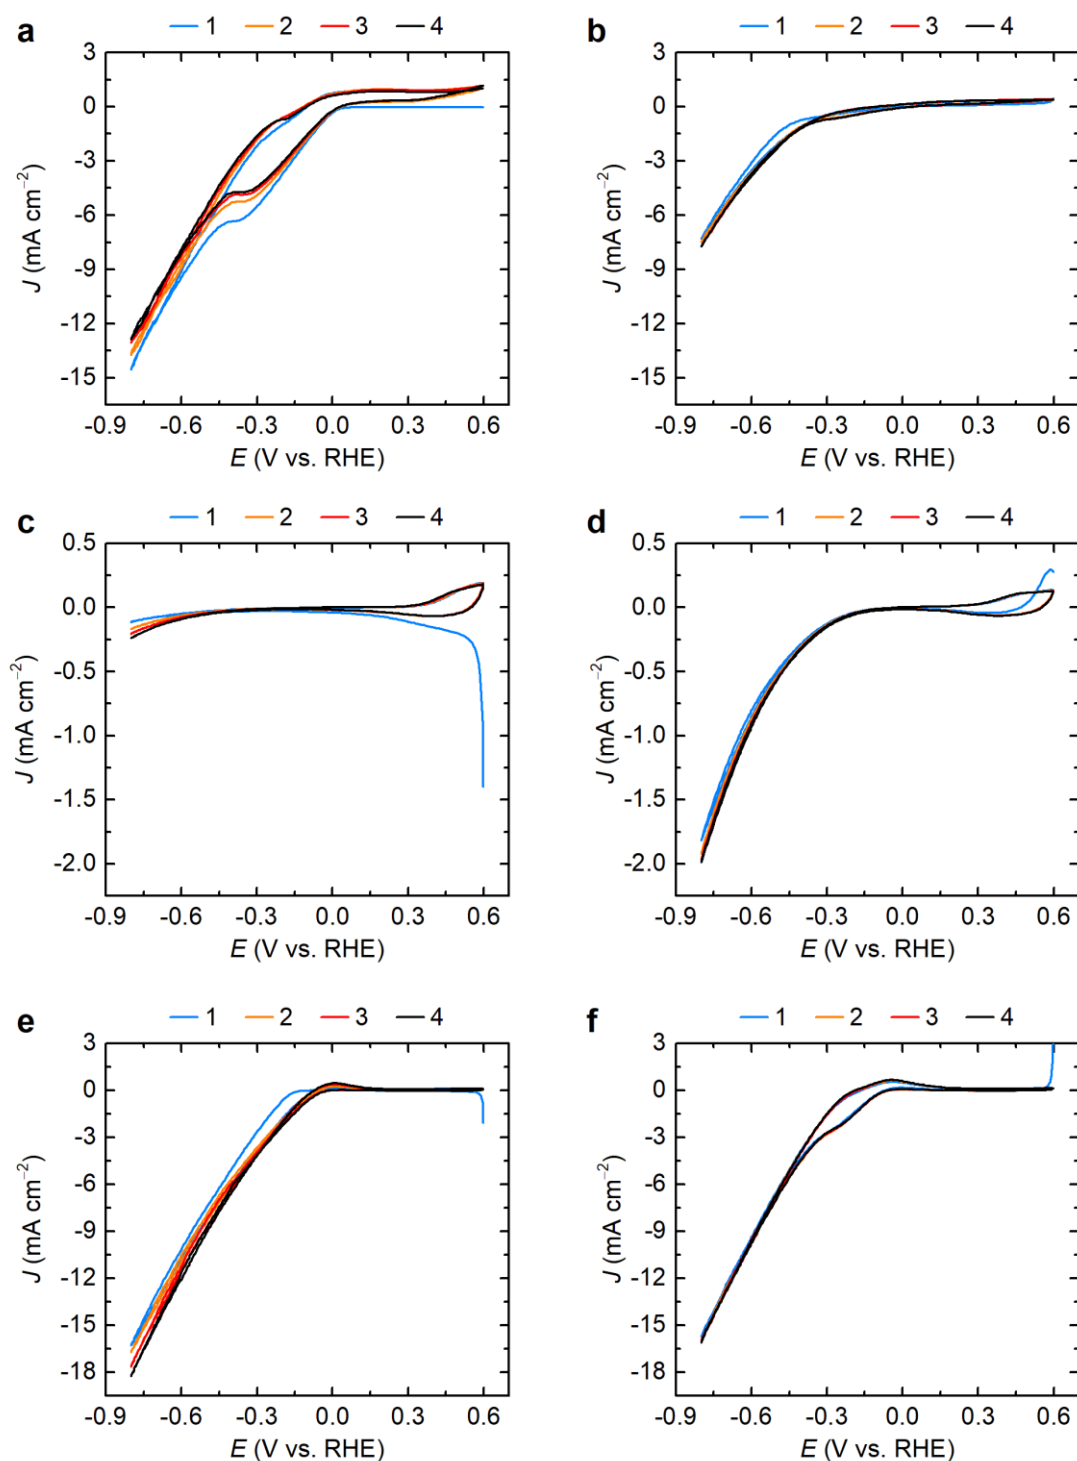 a
1 2 3 4
3
0
-3
-6
-9
-12
-15
J (mA cm⁻²)
-0.9 -0.6 -0.3 0.0 0.3 0.6
E (V vs. RHE)
b
1 2 3 4
3
0
-3
-6
-9
-12
-15
J (mA cm⁻²)
-0.9 -0.6 -0.3 0.0 0.3 0.6
E (V vs. RHE)
c
1 2 3 4
0.5
0.0
-0.5
-1.0
-1.5
-2.0
J (mA cm⁻²)
-0.9 -0.6 -0.3 0.0 0.3 0.6
E (V vs. RHE)
d
1 2 3 4
0.5
0.0
-0.5
-1.0
-1.5
-2.0
J (mA cm⁻²)
-0.9 -0.6 -0.3 0.0 0.3 0.6
E (V vs. RHE)
e
1 2 3 4
3
0
-3
-6
-9
-12
-15
-18
J (mA cm⁻²)
-0.9 -0.6 -0.3 0.0 0.3 0.6
E (V vs. RHE)
f
1 2 3 4
3
0
-3
-6
-9
-12
-15
-18
J (mA cm⁻²)
-0.9 -0.6 -0.3 0.0 0.3 0.6
E (V vs. RHE)